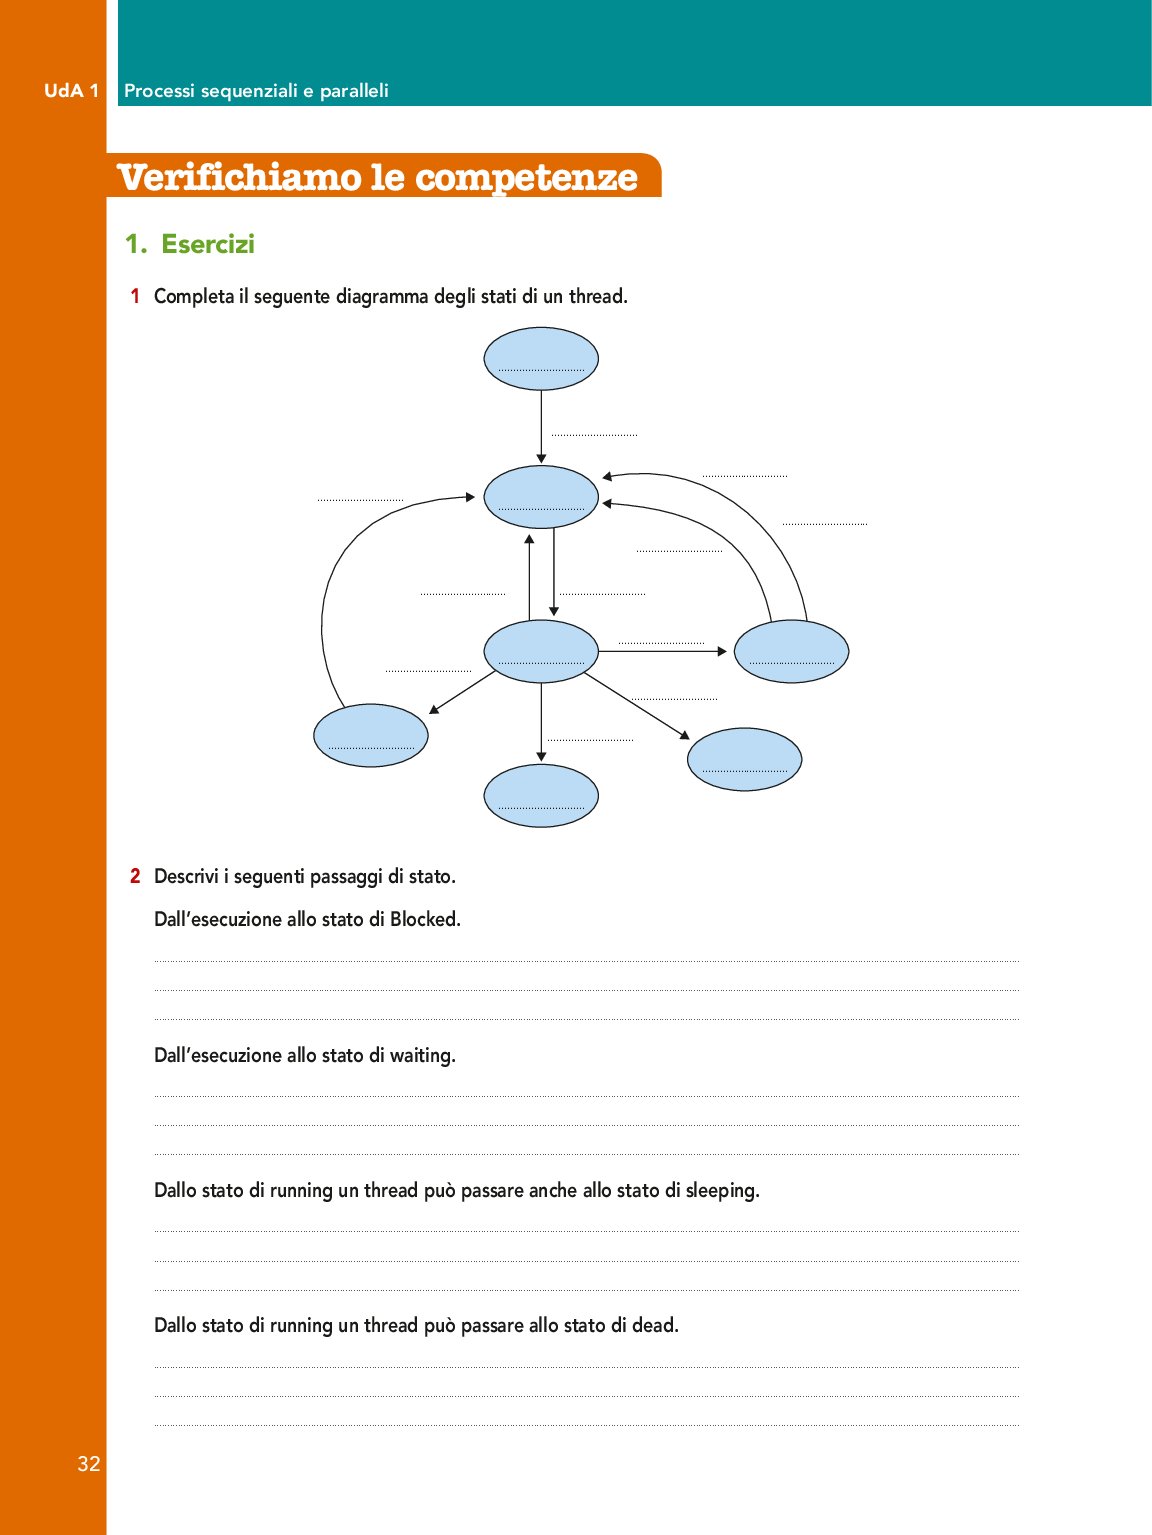 UdA 1 Processi sequenziali e paralleli
Verifichiamo le competenze
1. Esercizi
1 Completa il seguente diagramma degli stati di un thread.
2 Descrivi i seguenti passaggi di stato.
Dall'esecuzione allo stato di Blocked.
Dall'esecuzione allo stato di waiting.
Dallo stato di running un thread può passare anche allo stato di sleeping.
Dallo stato di running un thread può passare allo stato di dead.
32